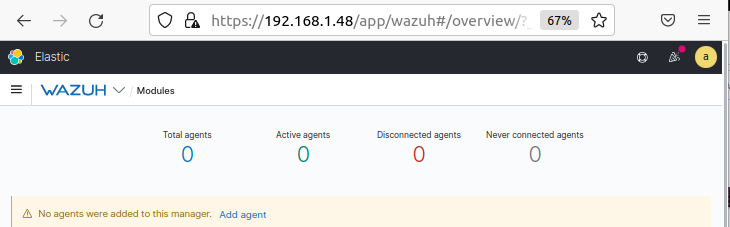 https://192.168.1.48/app/wazuh#/overview/?_ 67%
Elastic a
WAZUH / Modules
Total agents Active agents Disconnected agents Never connected agents
0 0 0 0
No agents were added to this manager. Add agent